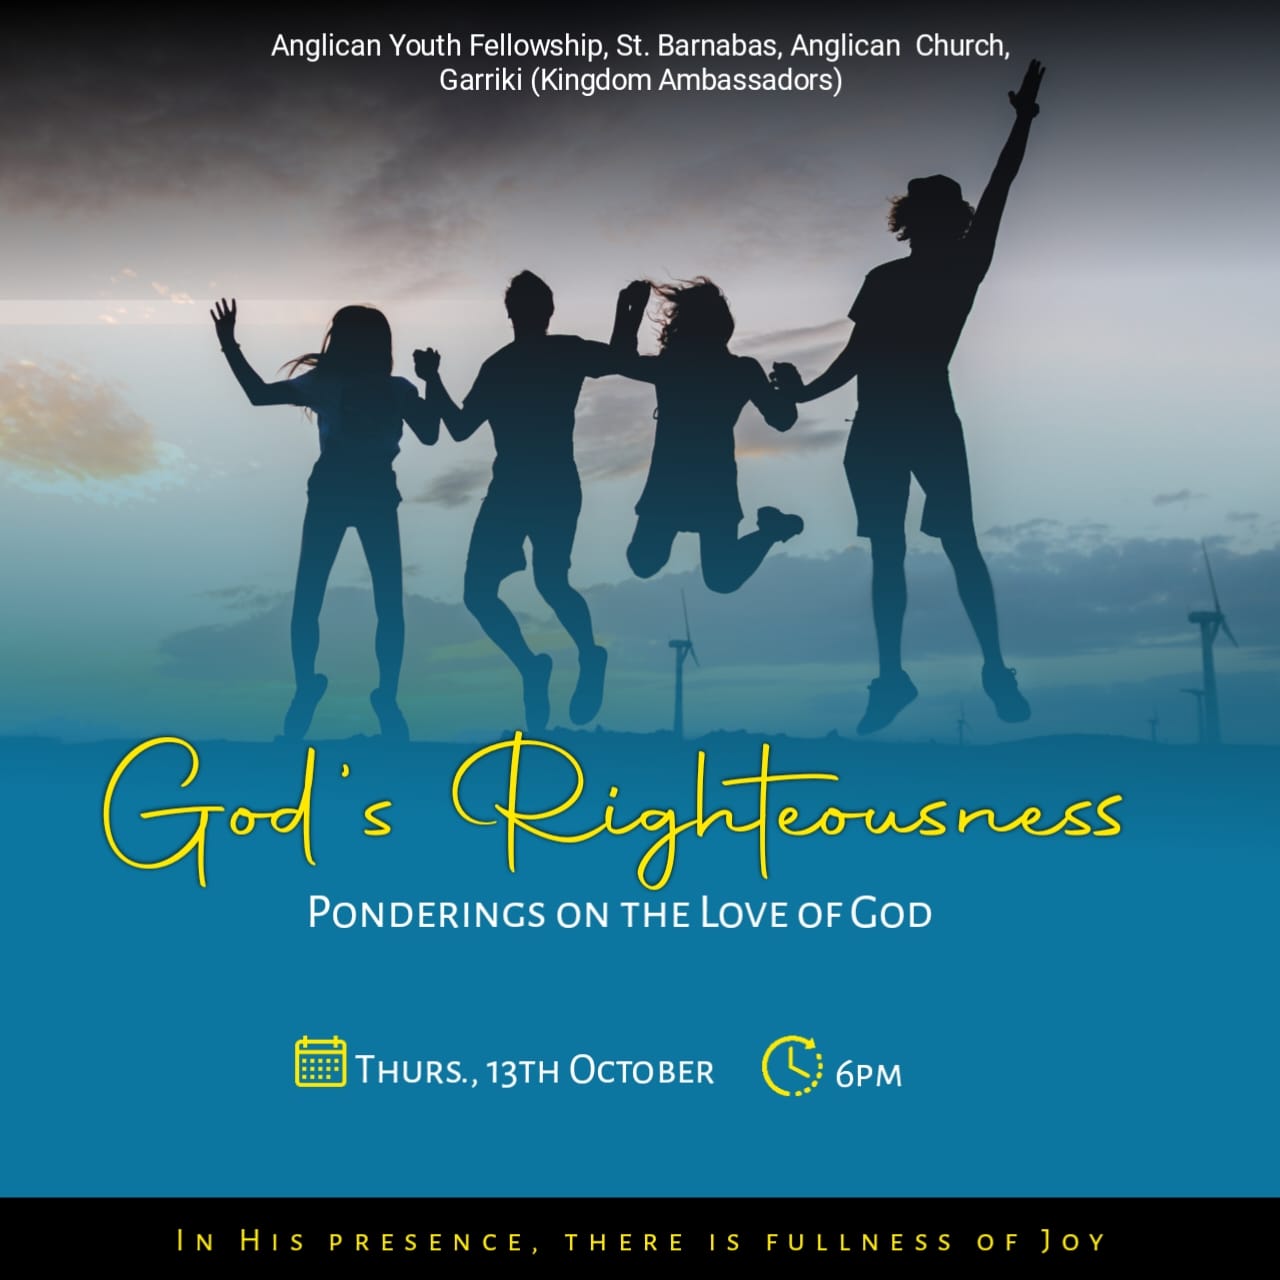 Anglican Youth Fellowship, St. Barnabas, Anglican Church,
Garriki (Kingdom Ambassadors)
God's Righteousness
Ponderings on the Love of God
Thurs., 13th October
6pm
In His presence, there is fullness of Joy